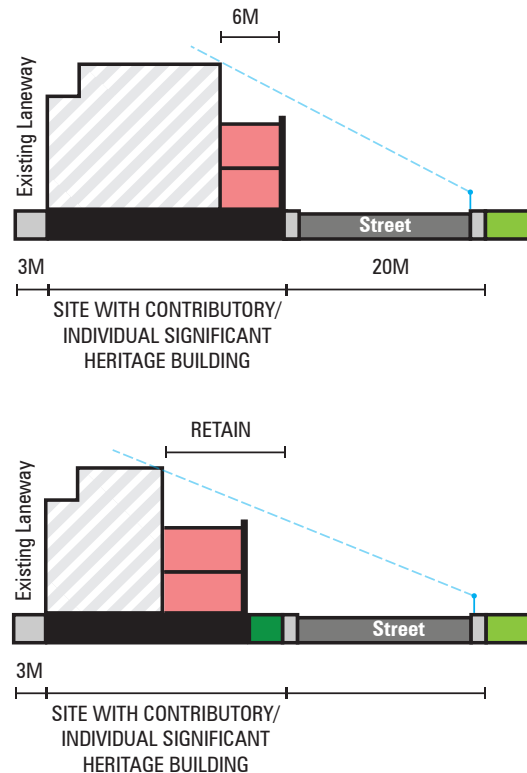 6M
Existing Laneway
Street
3M
20M
SITE WITH CONTRIBUTORY/
INDIVIDUAL SIGNIFICANT
HERITAGE BUILDING
RETAIN
Existing Laneway
Street
3M
SITE WITH CONTRIBUTORY/
INDIVIDUAL SIGNIFICANT
HERITAGE BUILDING